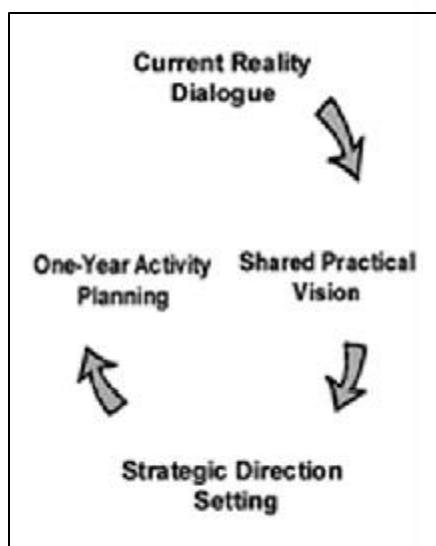 Current Reality
Dialogue
One-Year Activity
Planning
Shared Practical
Vision
Strategic Direction
Setting